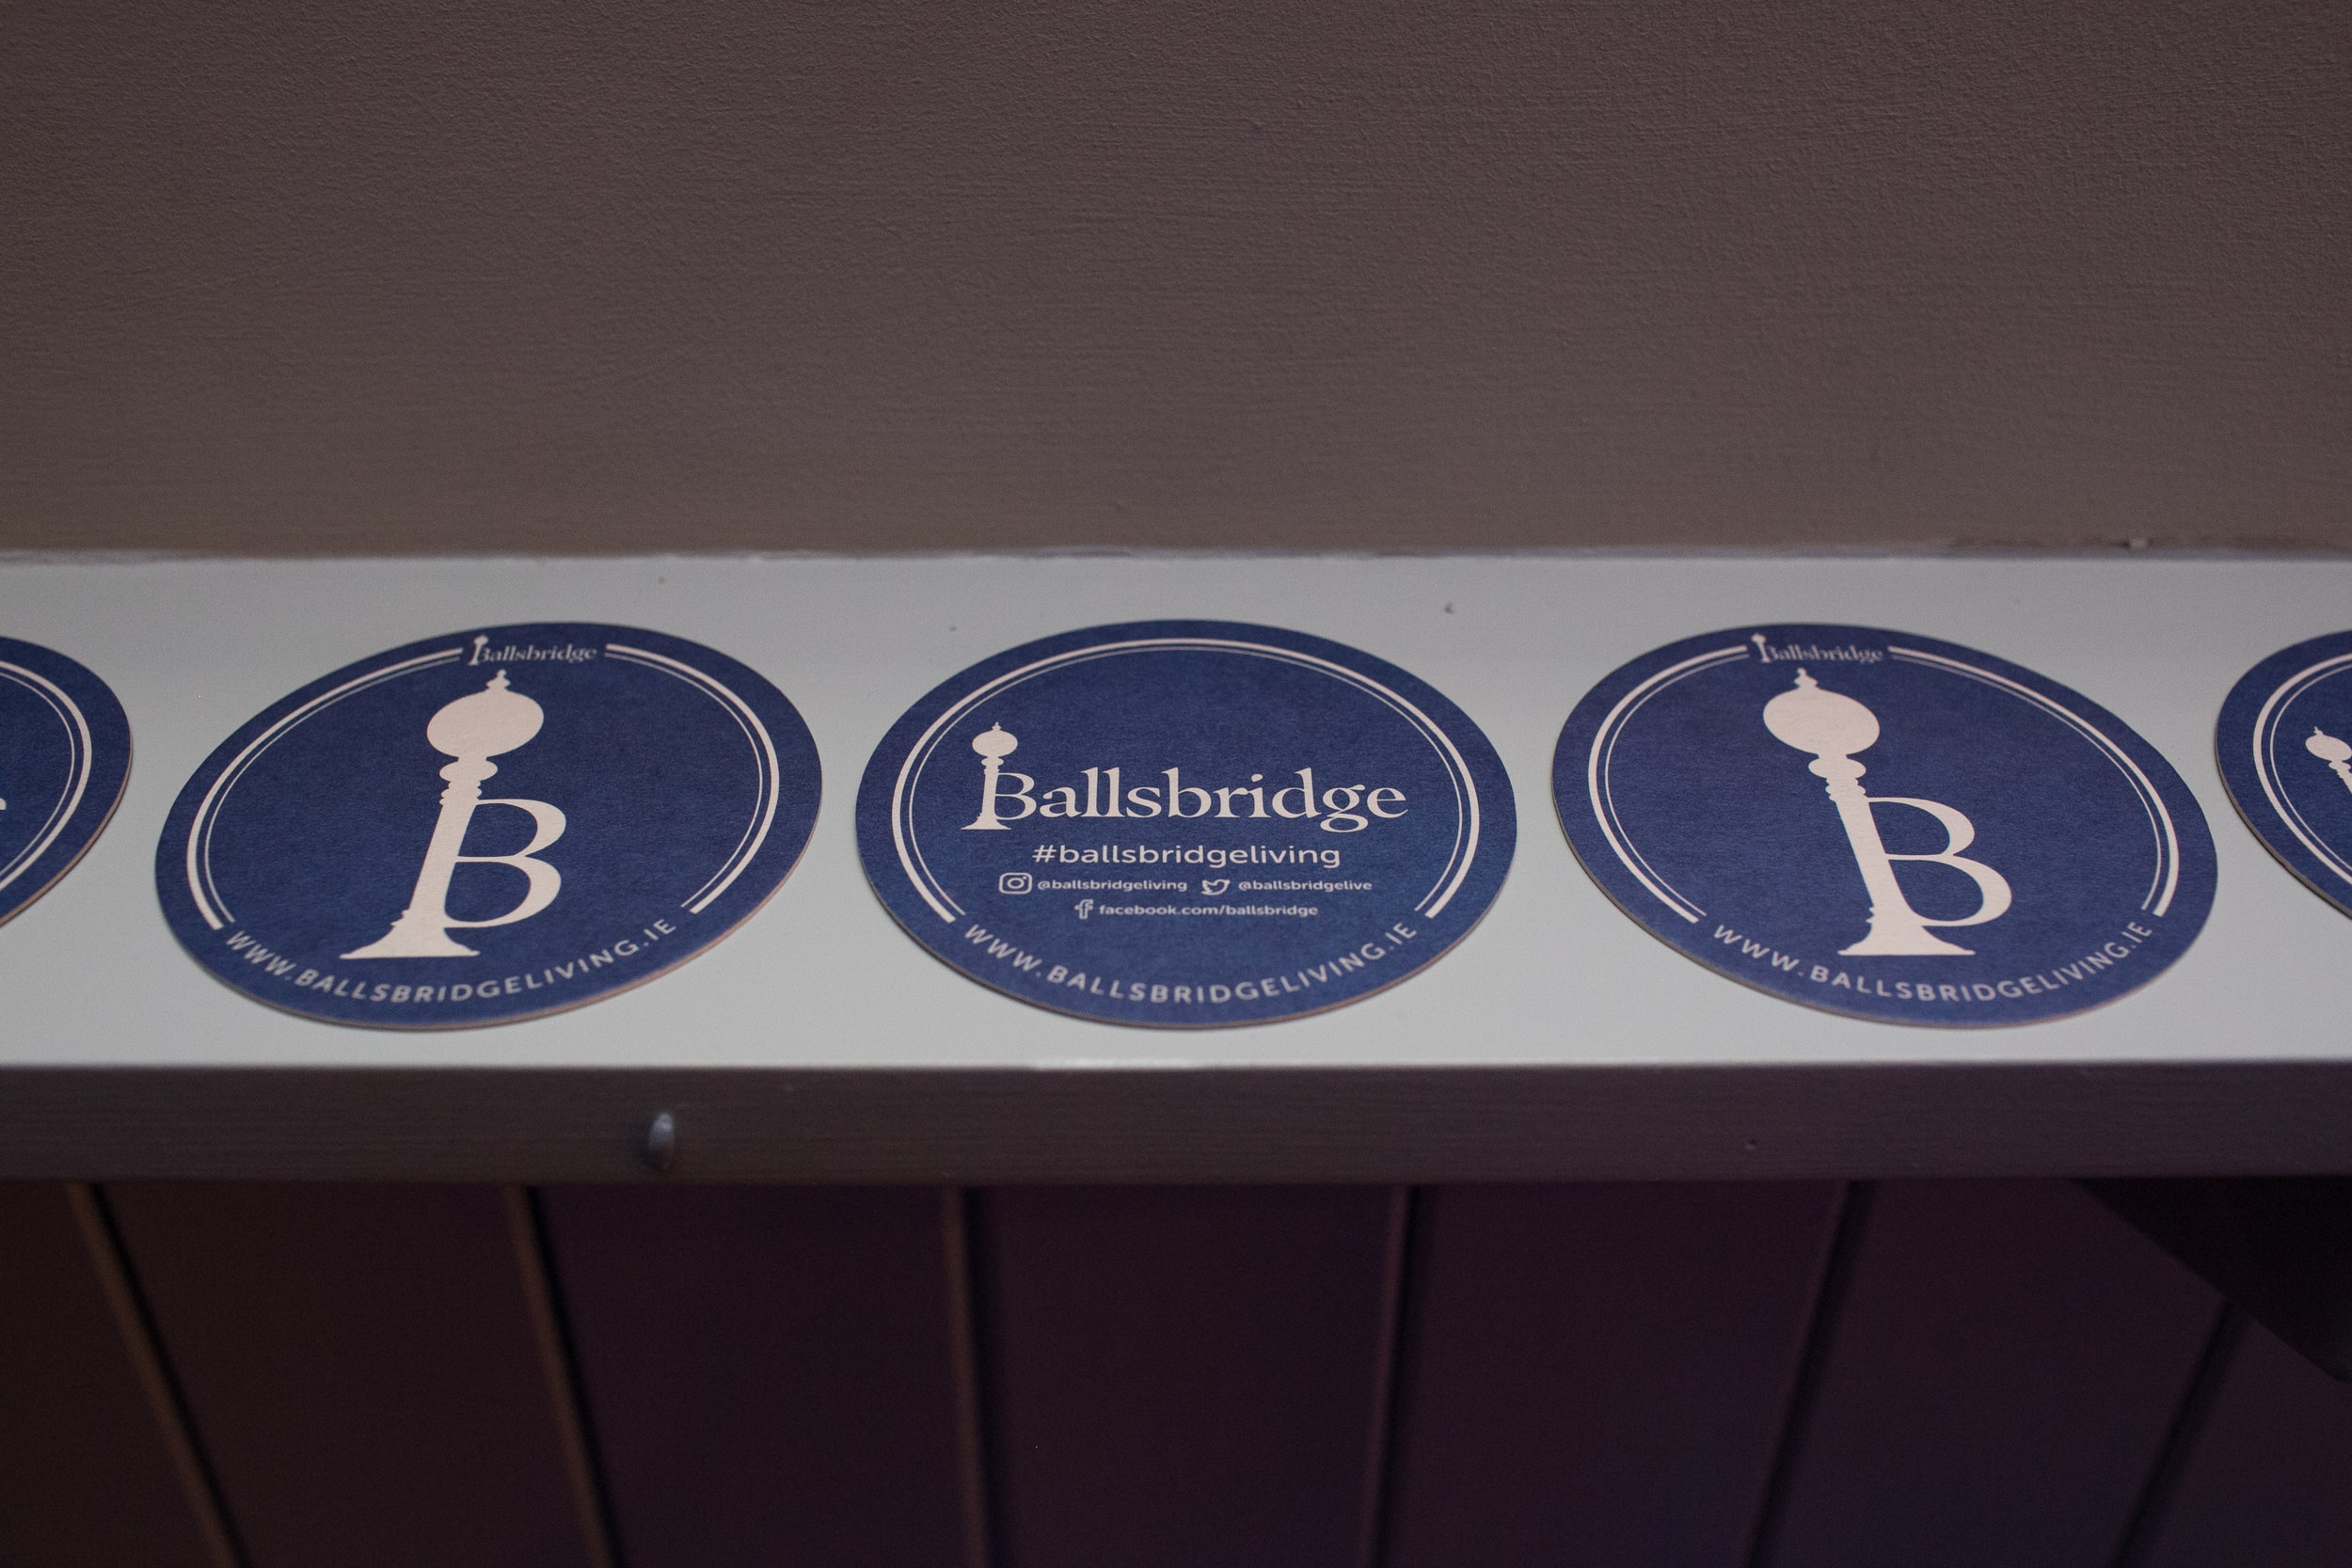 Ballsbridge
B
WWW.BALLSBRIDGELIVING.IE
Ballsbridge
#ballsbridgeliving
@ballsbridgeliving @ballsbridgelive
facebook.com/ballsbridge
WWW.BALLSBRIDGELIVING.IE
Ballsbridge
B
WWW.BALLSBRIDGELIVING.IE